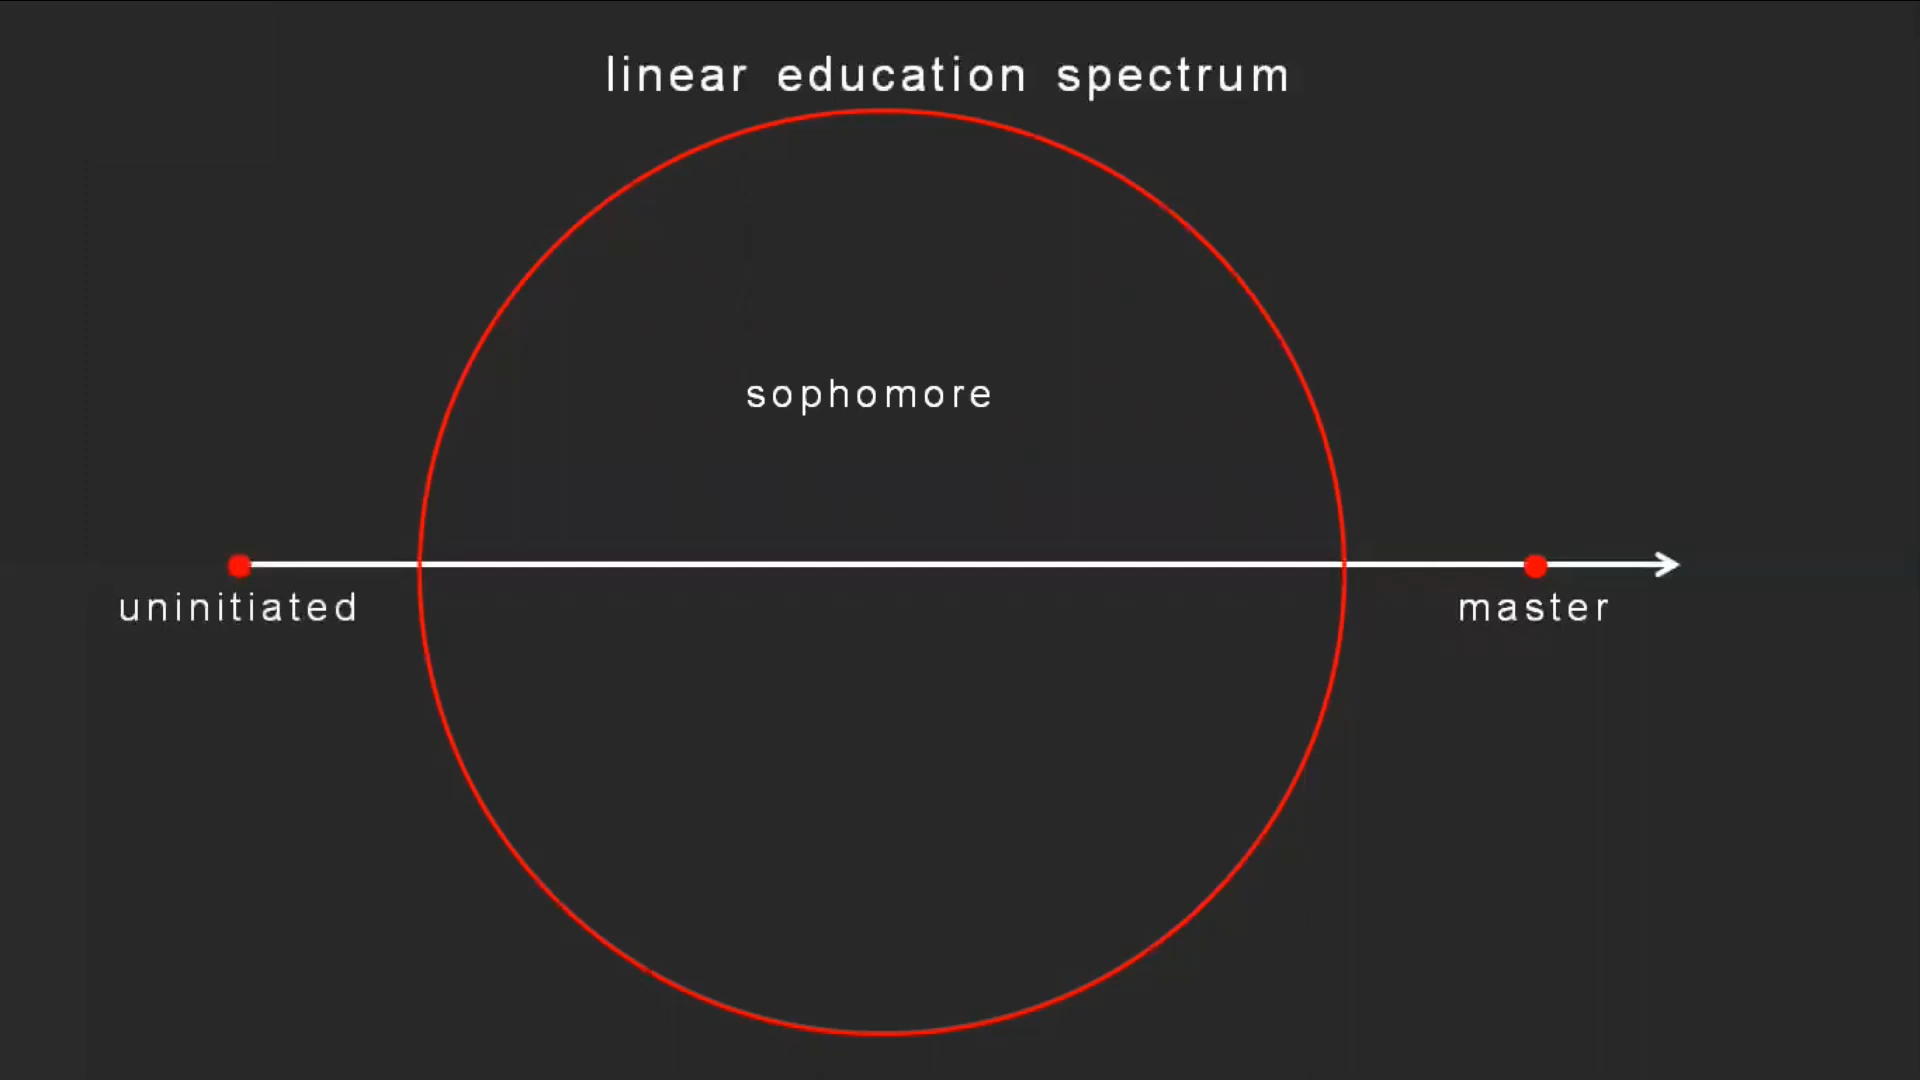 linear education spectrum
sophomore
uninitiated
master